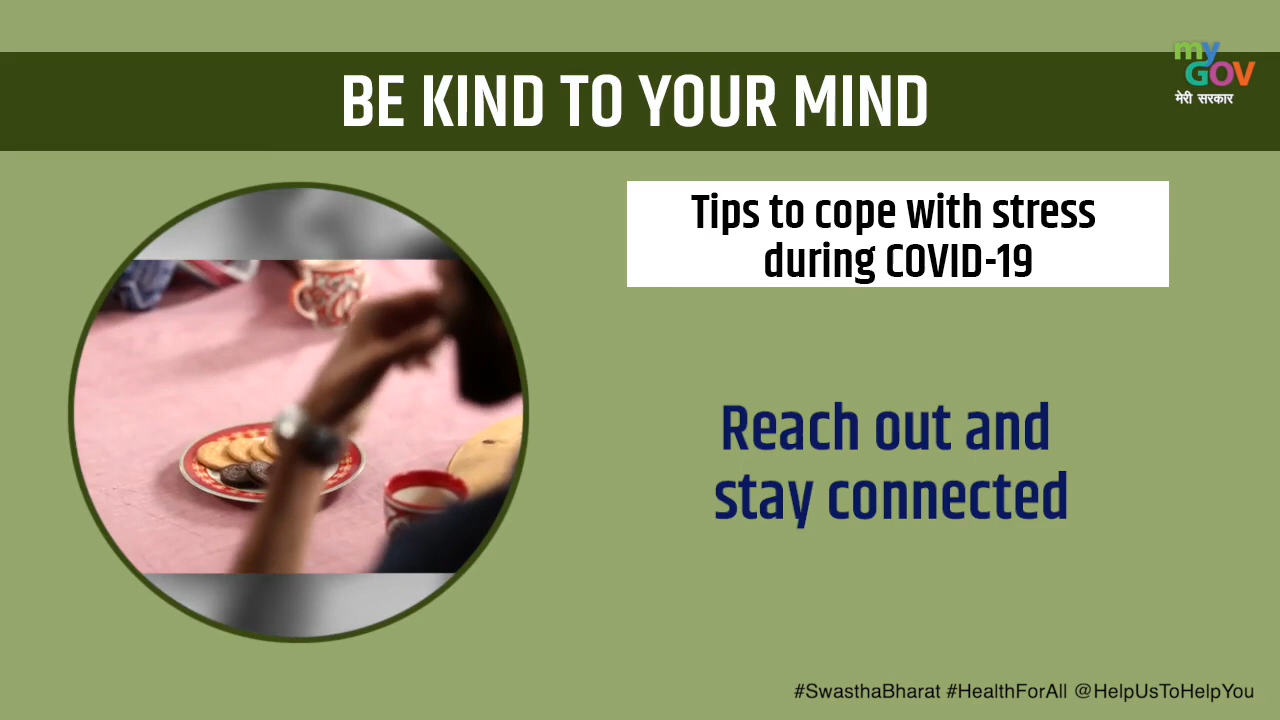 BE KIND TO YOUR MIND
my
GOV
मेरी सरकार
Tips to cope with stress
during COVID-19
Reach out and
stay connected
#SwasthaBharat #HealthForAll @HelpUsToHelpYou